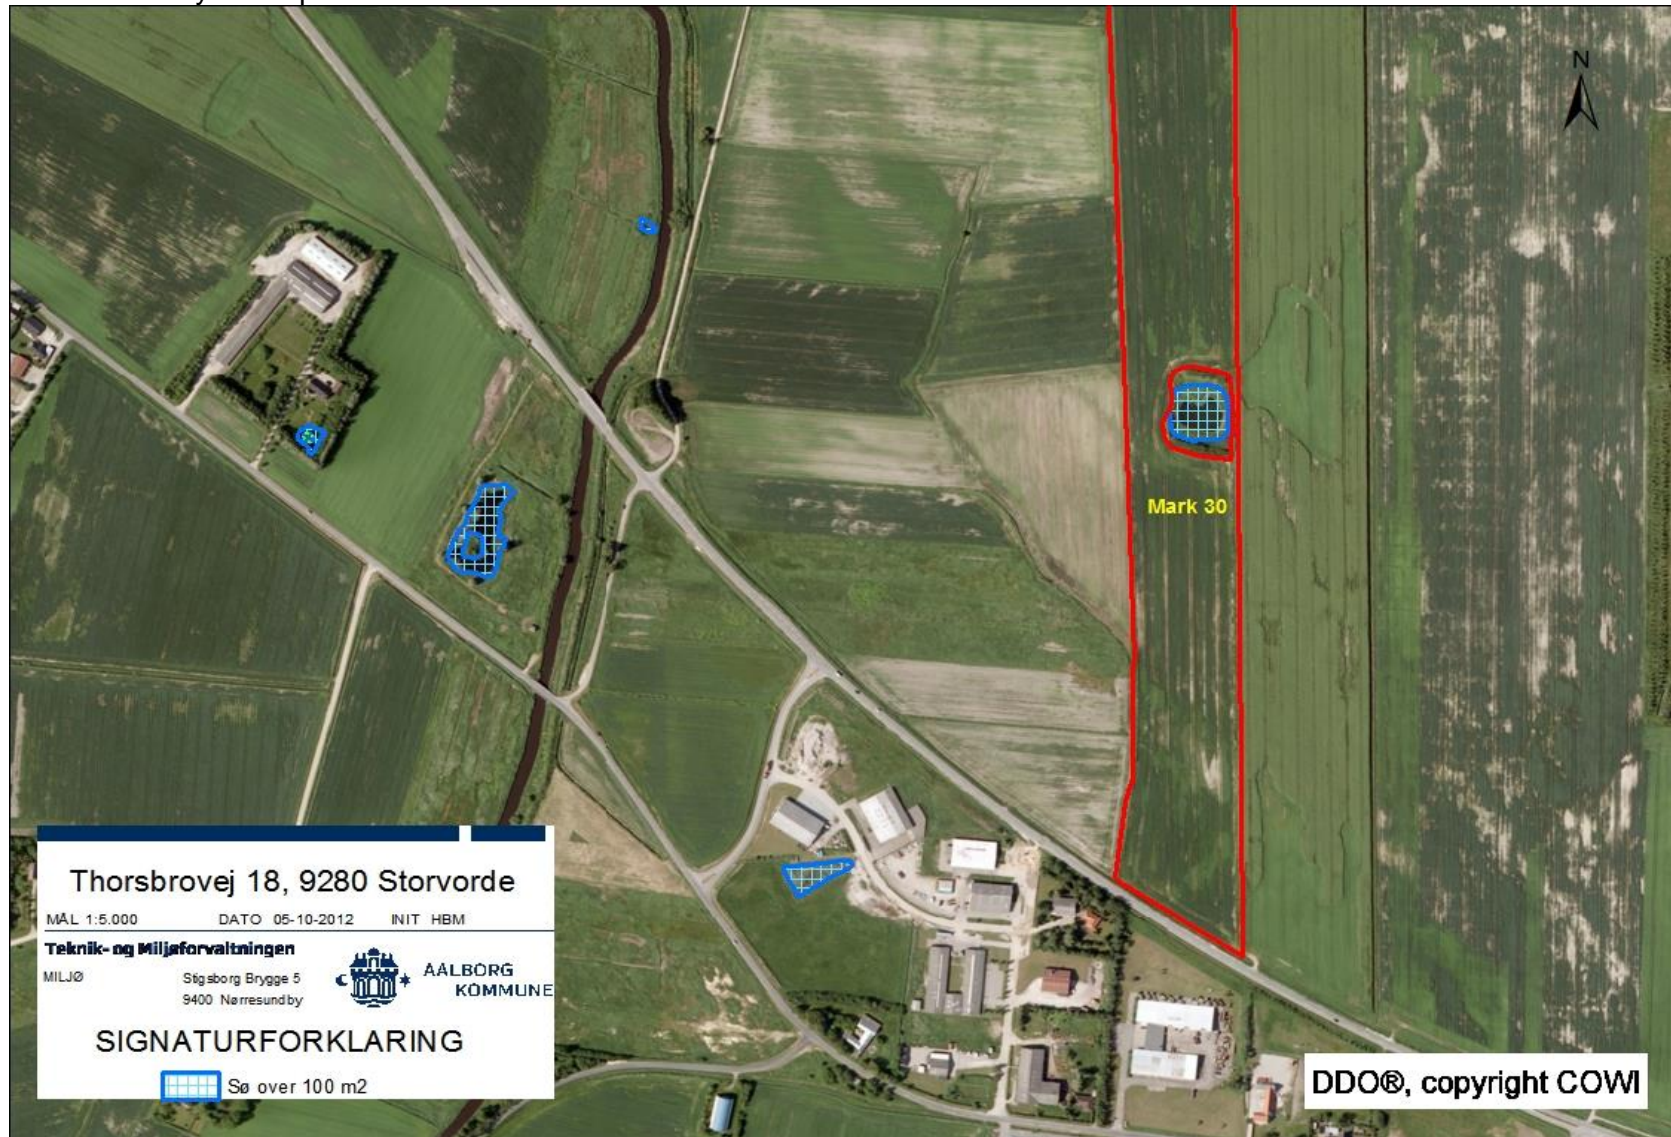 N
Mark 30
Thorsbrovej 18, 9280 Storvorde
MÅL 1:5.000 DATO 05-10-2012 INIT HBM
Teknik- og Miljøforvaltningen
MILJØ
Stigsborg Brygge 5
9400 Nørresundby
AALBORG
KOMMUNE
SIGNATURFORKLARING
Sø over 100 m2
DDO®, copyright COWI